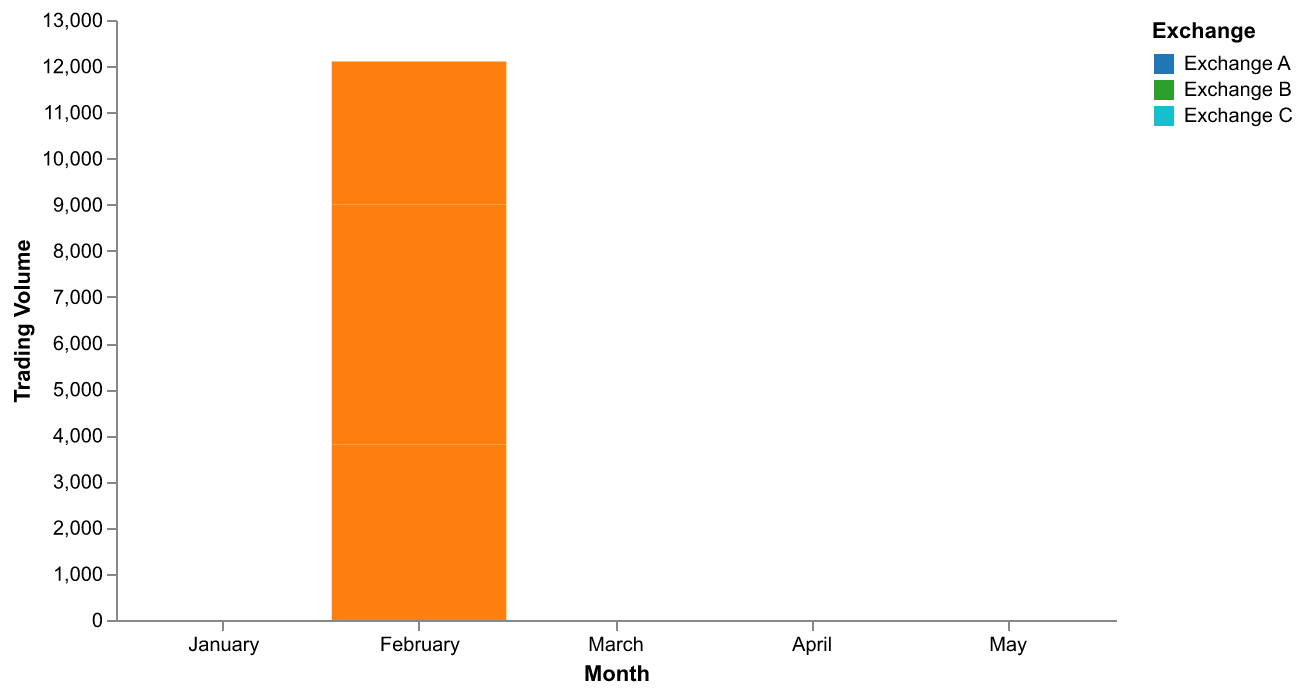 13,000
12,000
11,000
10,000
9,000
8,000
7,000
6,000
5,000
4,000
3,000
2,000
1,000
0
Trading Volume
January February March April May
Month
Exchange
Exchange A
Exchange B
Exchange C